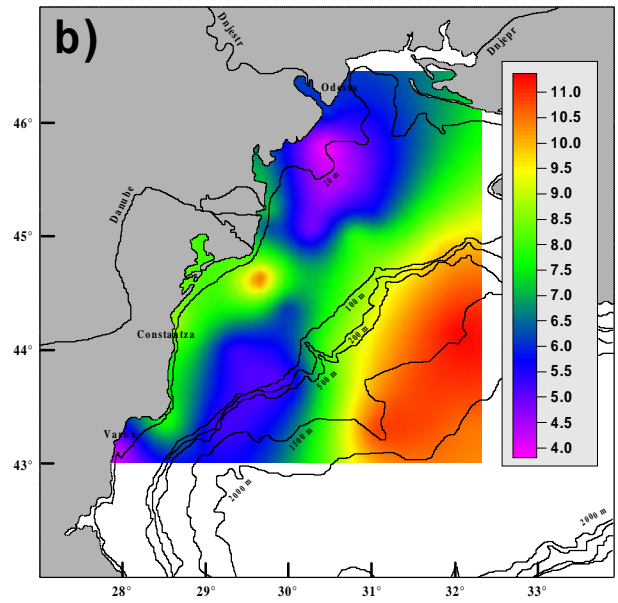 b)
Dnjestr
Dnjepr
Odessa
11.0
10.5
10.0
9.5
9.0
8.5
8.0
7.5
7.0
6.5
6.0
5.5
5.0
4.5
4.0
46°
20 m
Danube
45°
100 m
200 m
Constantza
44°
500 m
Varna
1500 m
43°
2000 m
2000 m
28°
29°
30°
31°
32°
33°